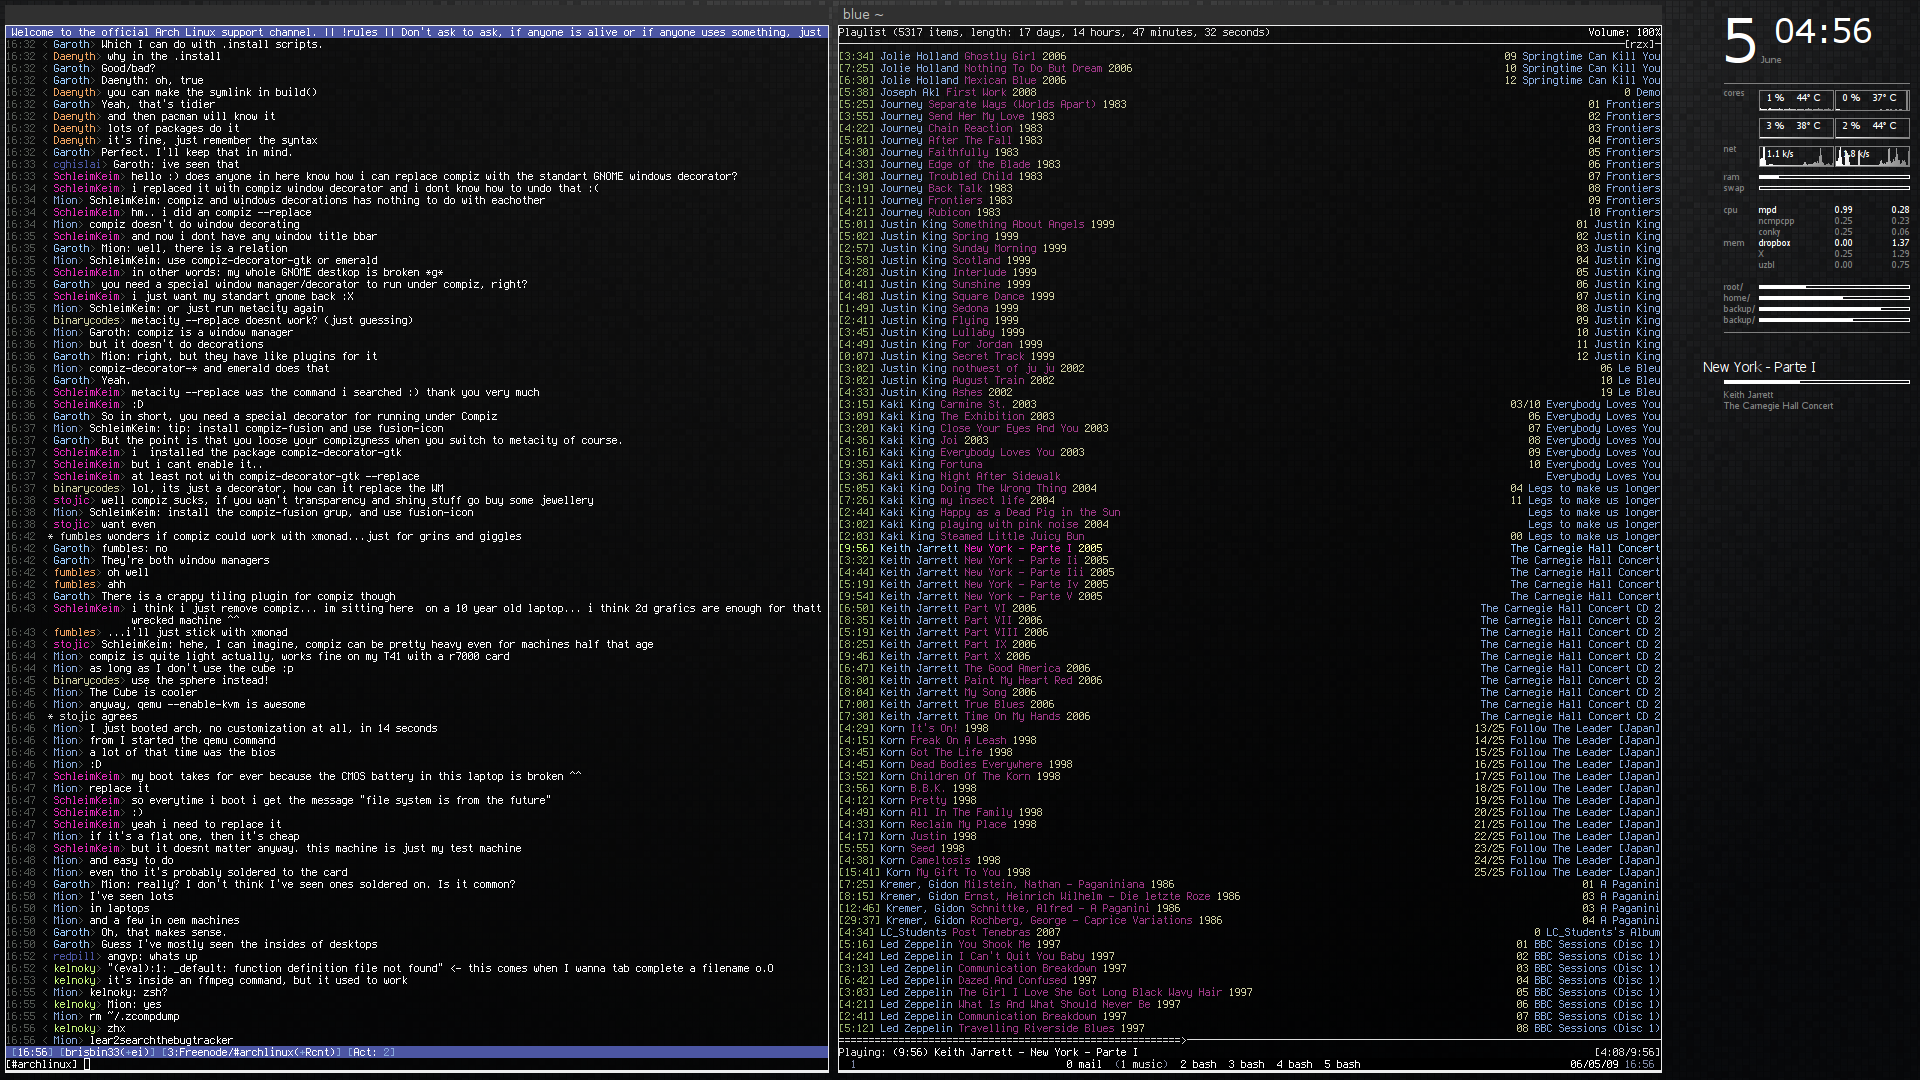 Welcome to the official Arch Linux support channel. || !rules || Don't ask to ask, if anyone is alive or if anyone uses something, just
16:32 < Garoth> Which I can do with .install scripts.
16:32 < Daenyth> why in the .install
16:32 < Garoth> Good/bad?
16:32 < Garoth> Daenyth: oh, true
16:32 < Daenyth> you can make the symlink in build()
16:32 < Garoth> Yeah, that's tidier
16:32 < Daenyth> and then pacman will know it
16:32 < Daenyth> lots of packages do it
16:32 < Daenyth> it's fine, just remember the syntax
16:32 < Garoth> Perfect. I'll keep that in mind.
16:33 < cghislai> Garoth: ive seen that
16:33 < SchleimKeim> hello :) does anyone in here know how i can replace compiz with the standart GNOME windows decorator?
16:34 < SchleimKeim> i replaced it with compiz window decorator and i dont know how to undo that :(
16:34 < Mion> SchleimKeim: compiz and windows decorations has nothing to do with eachother
16:34 < SchleimKeim> hm.. i did an compiz --replace
16:34 < Mion> compiz doesn't do window decorating
16:34 < SchleimKeim> and now i dont have any window title bbar
16:35 < Garoth> Mion: well, there is a relation
16:35 < Mion> SchleimKeim: use compiz-decorator-gtk or emerald
16:35 < SchleimKeim> in other words: my whole GNOME destkop is broken *g*
16:35 < Garoth> you need a special window manager/decorator to run under compiz, right?
16:35 < SchleimKeim> i just want my standart gnome back :X
16:35 < Mion> SchleimKeim: or just run metacity again
16:36 < binarycodes> metacity --replace doesnt work? (just guessing)
16:36 < Mion> Garoth: compiz is a window manager
16:36 < Mion> but it doesn't do decorations
16:36 < Garoth> Mion: right, but they have like plugins for it
16:36 < Mion> compiz-decorator-* and emerald does that
16:36 < Garoth> Yeah.
16:36 < SchleimKeim> metacity --replace was the command i searched :) thank you very much
16:36 < SchleimKeim> :D
16:36 < Garoth> So in short, you need a special decorator for running under Compiz
16:37 < Mion> SchleimKeim: tip: install compiz-fusion and use fusion-icon
16:37 < Garoth> But the point is that you loose your compizyness when you switch to metacity of course.
16:37 < SchleimKeim> i  installed the package compiz-decorator-gtk
16:37 < SchleimKeim> but i cant enable it..
16:37 < SchleimKeim> at least not with compiz-decorator-gtk --replace
16:37 < binarycodes> lol, its just a decorator, how can it replace the WM
16:38 < stojic> well compiz sucks, if you wan't transparency and shiny stuff go buy some jewellery
16:38 < Mion> SchleimKeim: install the compiz-fusion grup, and use fusion-icon
16:38 < stojic> want even
16:42 * fumbles wonders if compiz could work with xmonad...just for grins and giggles
16:42 < Garoth> fumbles: no
16:42 < Garoth> They're both window managers
16:42 < fumbles> oh well
16:42 < fumbles> ahh
16:43 < Garoth> There is a crappy tiling plugin for compiz though
16:43 < SchleimKeim> i think i just remove compiz... im sitting here  on a 10 year old laptop... i think 2d grafics are enough for thatt
wrecked machine ^^
16:43 < fumbles> ...i'll just stick with xmonad
16:43 < stojic> SchleimKeim: hehe, I can imagine, compiz can be pretty heavy even for machines half that age
16:44 < Mion> compiz is quite light actually, works fine on my T41 with a r7000 card
16:44 < Mion> as long as I don't use the cube :p
16:45 < binarycodes> use the sphere instead!
16:45 < Mion> The Cube is cooler
16:46 < Mion> anyway, qemu --enable-kvm is awesome
16:46 * stojic agrees
16:46 < Mion> I just booted arch, no customization at all, in 14 seconds
16:46 < Mion> from I started the qemu command
16:46 < Mion> a lot of that time was the bios
16:46 < Mion> :D
16:47 < SchleimKeim> my boot takes for ever because the CMOS battery in this laptop is broken ^^
16:47 < Mion> replace it
16:47 < SchleimKeim> so everytime i boot i get the message "file system is from the future"
16:47 < SchleimKeim> :)
16:47 < SchleimKeim> yeah i need to replace it
16:47 < Mion> if it's a flat one, then it's cheap
16:48 < SchleimKeim> but it doesnt matter anyway. this machine is just my test machine
16:48 < Mion> and easy to do
16:48 < Mion> even tho it's probably soldered to the card
16:49 < Garoth> Mion: really? I don't think I've seen ones soldered on. Is it common?
16:50 < Mion> I've seen lots
16:50 < Mion> in laptops
16:50 < Mion> and a few in oem machines
16:50 < Garoth> Oh, that makes sense.
16:50 < Garoth> Guess I've mostly seen the insides of desktops
16:52 < redpill> angvp: whats up
16:52 < kelnoky> "(eval):1: _default: function definition file not found" <- this comes when I wanna tab complete a filename o.O
16:53 < kelnoky> it's inside an ffmpeg command, but it used to work
16:55 < Mion> kelnoky: zsh?
16:55 < kelnoky> Mion: yes
16:55 < Mion> rm ~/.zcompdump
16:56 < kelnoky> zhx
16:56 < Mion> lear2searchthebugtracker
[16:56] [brisbin33(+ei)] [3:Freenode/#archlinux(+Rcnt)] [Act: 2]
[#archlinux]
blue ~
Playlist (5317 items, length: 17 days, 14 hours, 47 minutes, 32 seconds) Volume: 100%
[rzx]
[3:34] Jolie Holland Ghostly Girl 2006 09 Springtime Can Kill You
[7:25] Jolie Holland Nothing To Do But Dream 2006 10 Springtime Can Kill You
[6:30] Jolie Holland Mexican Blue 2006 12 Springtime Can Kill You
[5:38] Joseph Akl First Work 2008 0 Demo
[5:25] Journey Separate Ways (Worlds Apart) 1983 01 Frontiers
[3:55] Journey Send Her My Love 1983 02 Frontiers
[4:22] Journey Chain Reaction 1983 03 Frontiers
[5:01] Journey After The Fall 1983 04 Frontiers
[4:30] Journey Faithfully 1983 05 Frontiers
[4:33] Journey Edge of the Blade 1983 06 Frontiers
[4:30] Journey Troubled Child 1983 07 Frontiers
[3:19] Journey Back Talk 1983 08 Frontiers
[4:11] Journey Frontiers 1983 09 Frontiers
[4:21] Journey Rubicon 1983 10 Frontiers
[5:01] Justin King Something About Angels 1999 01 Justin King
[5:02] Justin King Spring 1999 02 Justin King
[2:57] Justin King Sunday Morning 1999 03 Justin King
[3:58] Justin King Scotland 1999 04 Justin King
[4:28] Justin King Interlude 1999 05 Justin King
[0:41] Justin King Sunshine 1999 06 Justin King
[4:48] Justin King Square Dance 1999 07 Justin King
[1:49] Justin King Sedona 1999 08 Justin King
[2:41] Justin King Flying 1999 09 Justin King
[3:45] Justin King Lullaby 1999 10 Justin King
[4:49] Justin King For Jordan 1999 11 Justin King
[0:07] Justin King Secret Track 1999 12 Justin King
[3:02] Justin King nothwest of ju ju 2002 06 Le Bleu
[3:02] Justin King August Train 2002 10 Le Bleu
[4:33] Justin King Ashes 2002 19 Le Bleu
[3:15] Kaki King Carmine St. 2003 03/10 Everybody Loves You
[3:09] Kaki King The Exhibition 2003 06 Everybody Loves You
[3:20] Kaki King Close Your Eyes And You 2003 07 Everybody Loves You
[4:36] Kaki King Joi 2003 08 Everybody Loves You
[3:16] Kaki King Everybody Loves You 2003 09 Everybody Loves You
[9:35] Kaki King Fortuna 10 Everybody Loves You
[3:36] Kaki King Night After Sidewalk Everybody Loves You
[5:05] Kaki King Doing The Wrong Thing 2004 04 Legs to make us longer
[7:26] Kaki King my insect life 2004 11 Legs to make us longer
[2:44] Kaki King Happy as a Dead Pig in the Sun Legs to make us longer
[3:02] Kaki King playing with pink noise 2004 Legs to make us longer
[2:03] Kaki King Steamed Little Juicy Bun 00 Legs to make us longer
[9:56] Keith Jarrett New York - Parte I 2005 The Carnegie Hall Concert
[3:32] Keith Jarrett New York - Parte Ii 2005 The Carnegie Hall Concert
[4:44] Keith Jarrett New York - Parte Iii 2005 The Carnegie Hall Concert
[5:19] Keith Jarrett New York - Parte Iv 2005 The Carnegie Hall Concert
[9:54] Keith Jarrett New York - Parte V 2005 The Carnegie Hall Concert
[6:50] Keith Jarrett Part VI 2006 The Carnegie Hall Concert CD 2
[8:35] Keith Jarrett Part VII 2006 The Carnegie Hall Concert CD 2
[5:19] Keith Jarrett Part VIII 2006 The Carnegie Hall Concert CD 2
[8:25] Keith Jarrett Part IX 2006 The Carnegie Hall Concert CD 2
[9:46] Keith Jarrett Part X 2006 The Carnegie Hall Concert CD 2
[6:47] Keith Jarrett The Good America 2006 The Carnegie Hall Concert CD 2
[8:30] Keith Jarrett Paint My Heart Red 2006 The Carnegie Hall Concert CD 2
[8:04] Keith Jarrett My Song 2006 The Carnegie Hall Concert CD 2
[7:00] Keith Jarrett True Blues 2006 The Carnegie Hall Concert CD 2
[7:30] Keith Jarrett Time On My Hands 2006 The Carnegie Hall Concert CD 2
[4:29] Korn It's On! 1998 13/25 Follow The Leader [Japan]
[4:15] Korn Freak On A Leash 1998 14/25 Follow The Leader [Japan]
[3:45] Korn Got The Life 1998 15/25 Follow The Leader [Japan]
[4:45] Korn Dead Bodies Everywhere 1998 16/25 Follow The Leader [Japan]
[3:52] Korn Children Of The Korn 1998 17/25 Follow The Leader [Japan]
[3:56] Korn B.B.K. 1998 18/25 Follow The Leader [Japan]
[4:12] Korn Pretty 1998 19/25 Follow The Leader [Japan]
[4:49] Korn All In The Family 1998 20/25 Follow The Leader [Japan]
[4:33] Korn Reclaim My Place 1998 21/25 Follow The Leader [Japan]
[4:17] Korn Justin 1998 22/25 Follow The Leader [Japan]
[5:55] Korn Seed 1998 23/25 Follow The Leader [Japan]
[4:38] Korn Cameltosis 1998 24/25 Follow The Leader [Japan]
[15:41] Korn My Gift To You 1998 25/25 Follow The Leader [Japan]
[7:25] Kremer, Gidon Milstein, Nathan - Paganiniana 1986 01 A Paganini
[8:15] Kremer, Gidon Ernst, Heinrich Wilhelm - Die letzte Roze 1986 03 A Paganini
[12:46] Kremer, Gidon Schnittke, Alfred - A Paganini 1986 03 A Paganini
[29:37] Kremer, Gidon Rochberg, George - Caprice Variations 1986 04 A Paganini
[4:34] LC_Students Post Tenebras 2007 0 LC_Students's Album
[5:16] Led Zeppelin You Shook Me 1997 01 BBC Sessions (Disc 1)
[4:24] Led Zeppelin I Can't Quit You Baby 1997 02 BBC Sessions (Disc 1)
[3:13] Led Zeppelin Communication Breakdown 1997 03 BBC Sessions (Disc 1)
[6:42] Led Zeppelin Dazed And Confused 1997 04 BBC Sessions (Disc 1)
[3:03] Led Zeppelin The Girl I Love She Got Long Black Wavy Hair 1997 05 BBC Sessions (Disc 1)
[4:21] Led Zeppelin What Is And What Should Never Be 1997 06 BBC Sessions (Disc 1)
[2:41] Led Zeppelin Communication Breakdown 1997 07 BBC Sessions (Disc 1)
[5:12] Led Zeppelin Travelling Riverside Blues 1997 08 BBC Sessions (Disc 1)
Playing: (9:56) Keith Jarrett - New York - Parte I [4:08/9:56]
1 0 mail (1 music) 2 bash 3 bash 4 bash 5 bash 06/05/09 16:56
5 04:56
June
cores 1 % 44° C 0 % 37° C
3 % 38° C 2 % 44° C
net 1.1 k/s 1.8 k/s
ram
swap
cpu mpd 0.99 0.28
ncmpcpp 0.25 0.23
conky 0.25 0.06
mem dropbox 0.00 1.37
X 0.25 1.29
uzbl 0.00 0.75
root/
home/
backup/
backup/
New York - Parte I
Keith Jarrett
The Carnegie Hall Concert